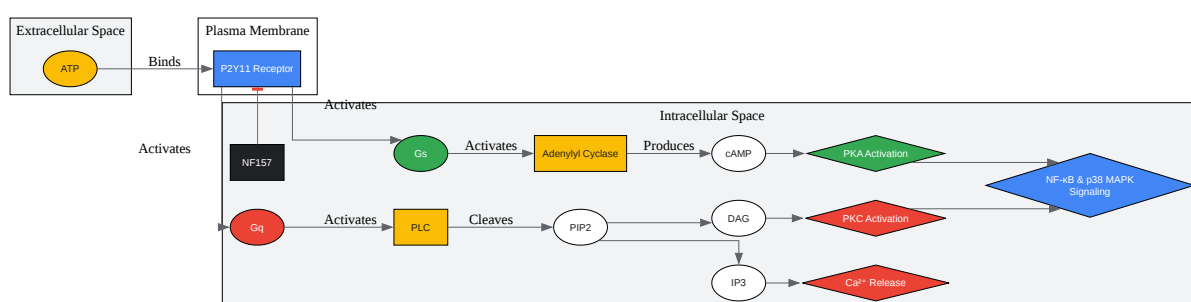 Extracellular Space
Plasma Membrane
ATP
Binds
P2Y11 Receptor
Activates
Intracellular Space
Activates
NF157
Gs
Activates
Adenylyl Cyclase
Produces
cAMP
PKA Activation
NF-κB & p38 MAPK
Signaling
Gq
Activates
PLC
Cleaves
PIP2
DAG
PKC Activation
IP3
Ca²⁺ Release